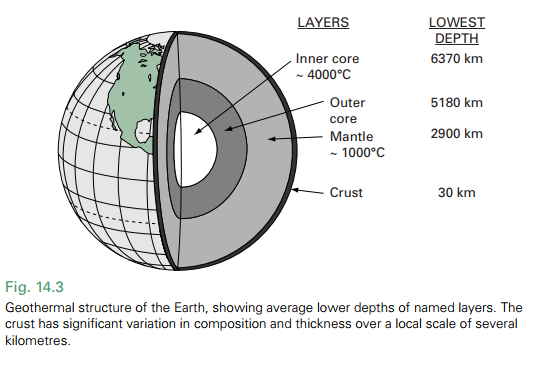 LAYERS
LOWEST
DEPTH
Inner core
~ 4000°C
6370 km
Outer
core
5180 km
Mantle
~ 1000°C
2900 km
Crust
30 km
Fig. 14.3
Geothermal structure of the Earth, showing average lower depths of named layers. The
crust has significant variation in composition and thickness over a local scale of several
kilometres.